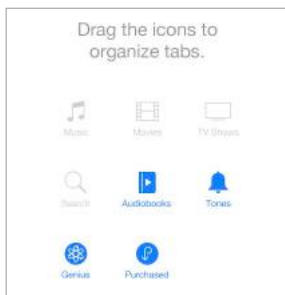 Drag the icons to
organize tabs.
Music Movies TV Shows
Search Audiobooks Tones
Genius Purchased